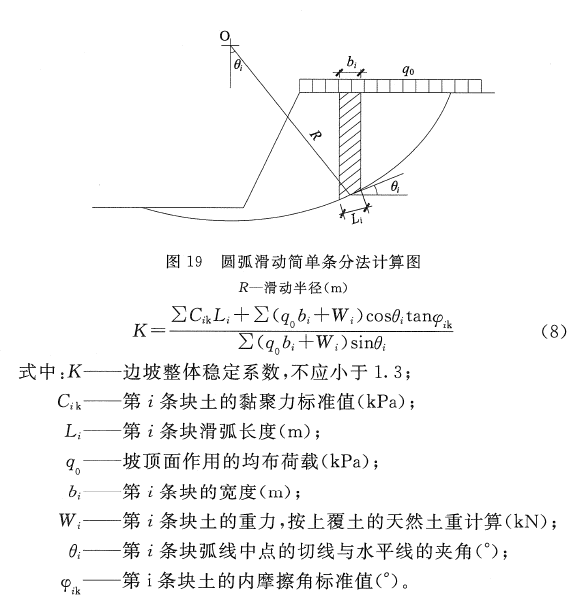 O
θi
bi
q0
R
θi
Li
图 19 圆弧滑动简单条分法计算图
R—滑动半径(m)
K=∑CikLi+∑(q0bi+Wi)cosθitanφik/∑(q0bi+Wi)sinθi (8)
式中:K——边坡整体稳定系数,不应小于 1.3;
Cik——第 i 条块土的黏聚力标准值(kPa);
Li——第 i 条块滑弧长度(m);
q0——坡顶面作用的均布荷载(kPa);
bi——第 i 条块的宽度(m);
Wi——第 i 条块土的重力,按上覆土的天然土重计算(kN);
θi——第 i 条块弧线中点的切线与水平线的夹角(°);
φik——第 i 条块土的内摩擦角标准值(°)。